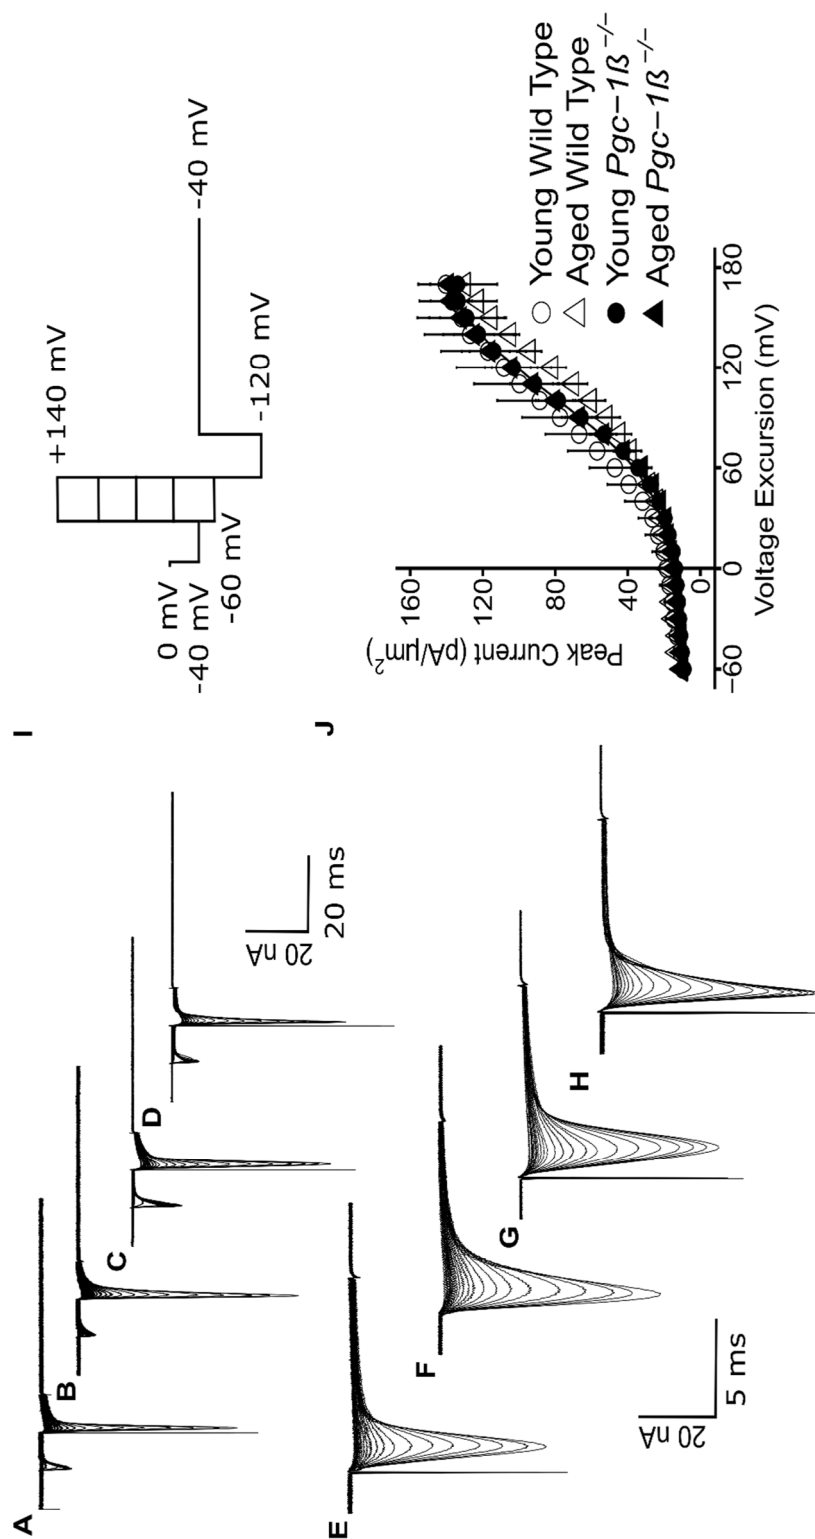 A
B
C
D
20 nA
20 ms
E
F
G
H
20 nA
5 ms
I
+140 mV
0 mV
-40 mV
-60 mV
-120 mV
-40 mV
J
Peak Current (pA/µm²)
160
120
80
40
0
−60
0
60
120
180
Voltage Excursion (mV)
Young Wild Type
Aged Wild Type
Young Pgc−1ß−/−
Aged Pgc−1ß−/−